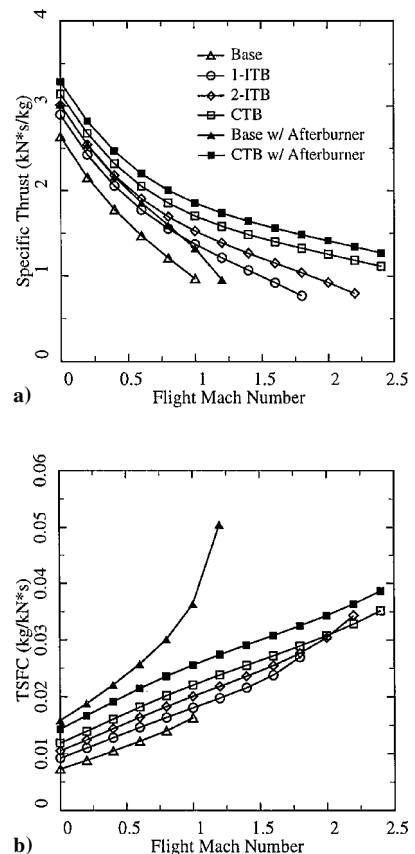 a)
Specific Thrust (kN*s/kg)
4
3
2
1
0
Base
1-ITB
2-ITB
CTB
Base w/ Afterburner
CTB w/ Afterburner
0 0.5 1 1.5 2 2.5
Flight Mach Number
b)
TSFC (kg/kN*s)
0.06
0.05
0.04
0.03
0.02
0.01
0
0 0.5 1 1.5 2 2.5
Flight Mach Number